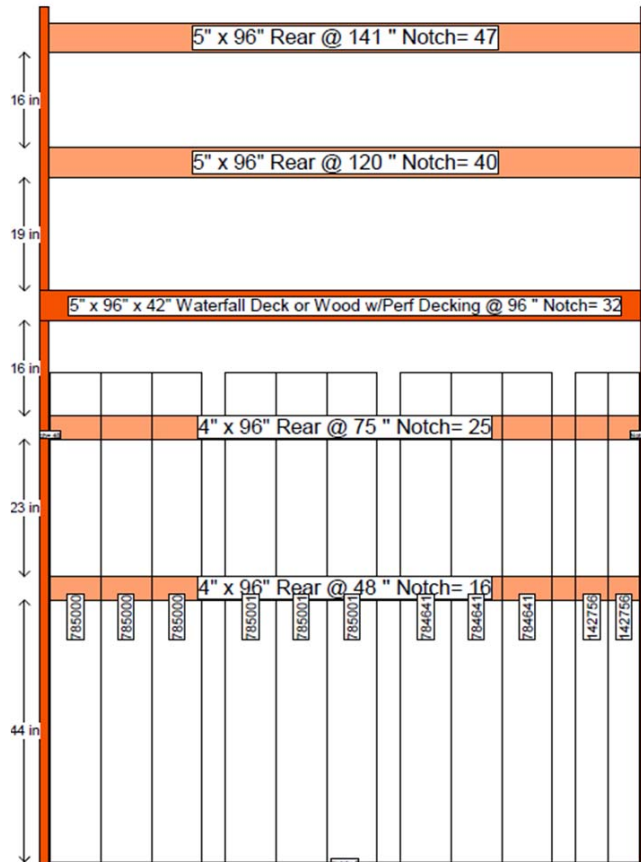 5" x 96" Rear @ 141 " Notch= 47
16 in
5" x 96" Rear @ 120 " Notch= 40
19 in
5" x 96" x 42" Waterfall Deck or Wood w/Perf Decking @ 96 " Notch= 32
16 in
4" x 96" Rear @ 75 " Notch= 25
23 in
4" x 96" Rear @ 48 " Notch= 16
785000
785000
785000
785001
785001
785001
784641
784641
784641
142756
142756
44 in